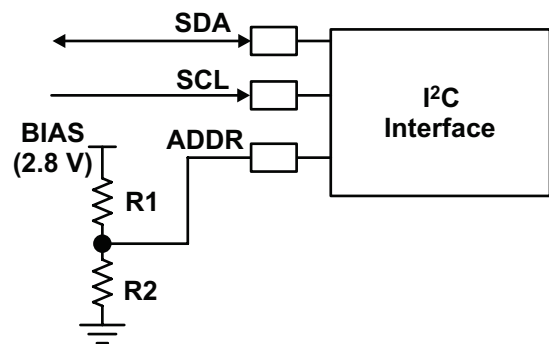 SDA
SCL
I²C
Interface
BIAS
(2.8 V)
ADDR
R1
R2